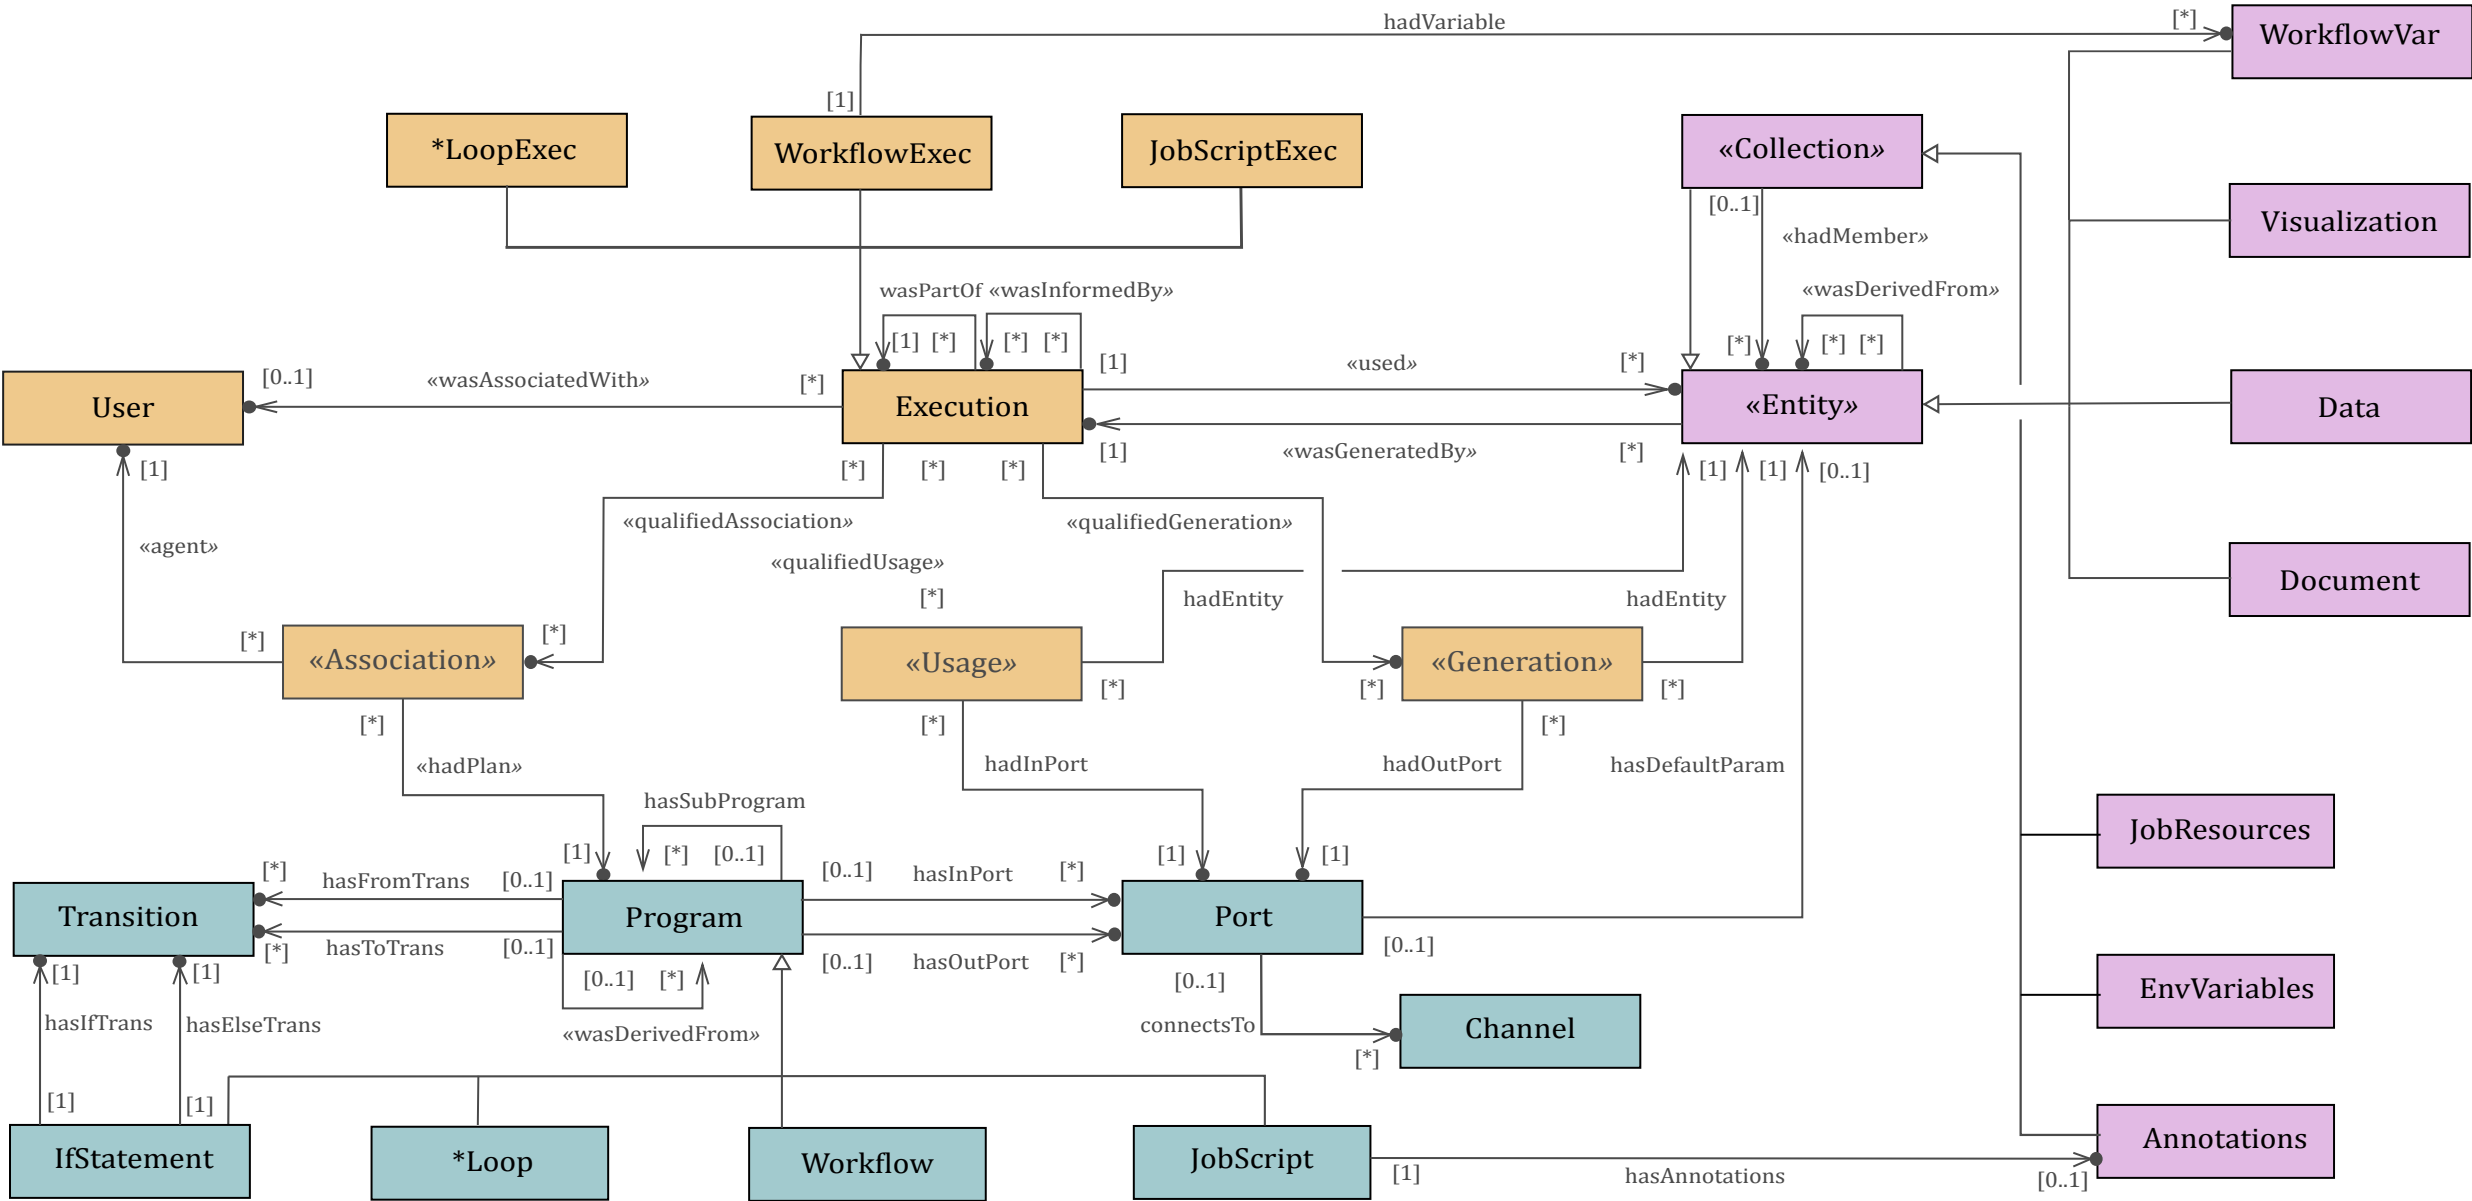 hadVariable
[*]
WorkflowVar
[1]
*LoopExec
WorkflowExec
JobScriptExec
«Collection»
[0..1]
Visualization
«hadMember»
wasPartOf
«wasInformedBy»
«wasDerivedFrom»
[1]
[*]
[*]
[*]
[*]
[*]
[*]
[0..1]
«wasAssociatedWith»
[*]
[1]
«used»
[*]
User
Execution
«Entity»
Data
[1]
[*]
[*]
[*]
[1]
«wasGeneratedBy»
[*]
[1]
[1]
[0..1]
«qualifiedAssociation»
«qualifiedGeneration»
«agent»
«qualifiedUsage»
[*]
hadEntity
hadEntity
Document
[*]
«Association»
[*]
«Usage»
«Generation»
[*]
[*]
[*]
[*]
[*]
[*]
«hadPlan»
hadInPort
hadOutPort
hasDefaultParam
hasSubProgram
JobResources
[1]
[*]
[0..1]
[1]
[1]
[*]
hasFromTrans
[0..1]
[0..1]
hasInPort
[*]
Transition
Program
Port
[*]
hasToTrans
[0..1]
[0..1]
hasOutPort
[*]
[0..1]
[1]
[1]
[0..1]
[*]
[0..1]
EnvVariables
hasIfTrans
hasElseTrans
«wasDerivedFrom»
connectsTo
Channel
[*]
[1]
[1]
IfStatement
*Loop
Workflow
JobScript
[1]
hasAnnotations
[0..1]
Annotations